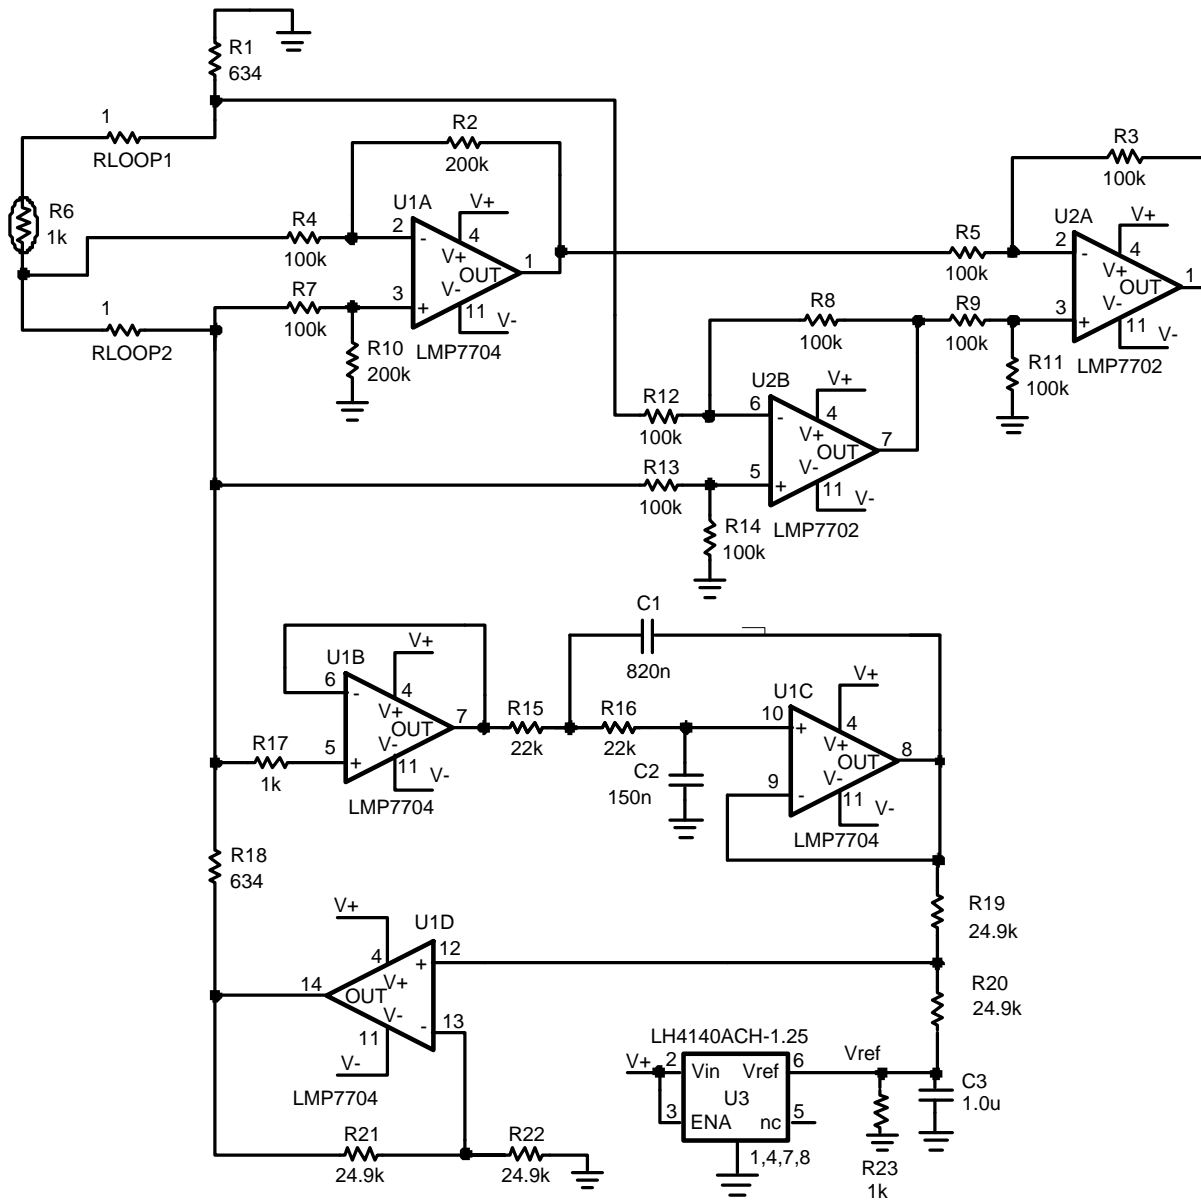 R1
634
1
RLOOP1
R2
200k
R3
100k
R6
1k
U1A
V+
R4
100k
2
-
4
V+
OUT
1
V-
3
+
11
V-
LMP7704
R7
100k
R10
200k
1
RLOOP2
U2A
V+
R5
100k
2
-
4
V+
OUT
1
V-
3
+
11
V-
LMP7702
R8
100k
R9
100k
R11
100k
U2B
V+
R12
100k
6
-
4
V+
OUT
7
V-
5
+
11
V-
LMP7702
R13
100k
R14
100k
C1
820n
U1B
V+
6
-
4
V+
OUT
7
V-
5
+
11
V-
LMP7704
R17
1k
R15
22k
R16
22k
C2
150n
U1C
V+
10
+
4
V+
OUT
8
V-
9
-
11
V-
LMP7704
R18
634
R19
24.9k
R20
24.9k
U1D
V+
4
+
12
14
OUT
V+
V-
-
13
11
V-
LMP7704
R21
24.9k
R22
24.9k
LH4140ACH-1.25
V+
2
Vin
Vref
6
Vref
U3
3
ENA
nc
5
1,4,7,8
R23
1k
C3
1.0u